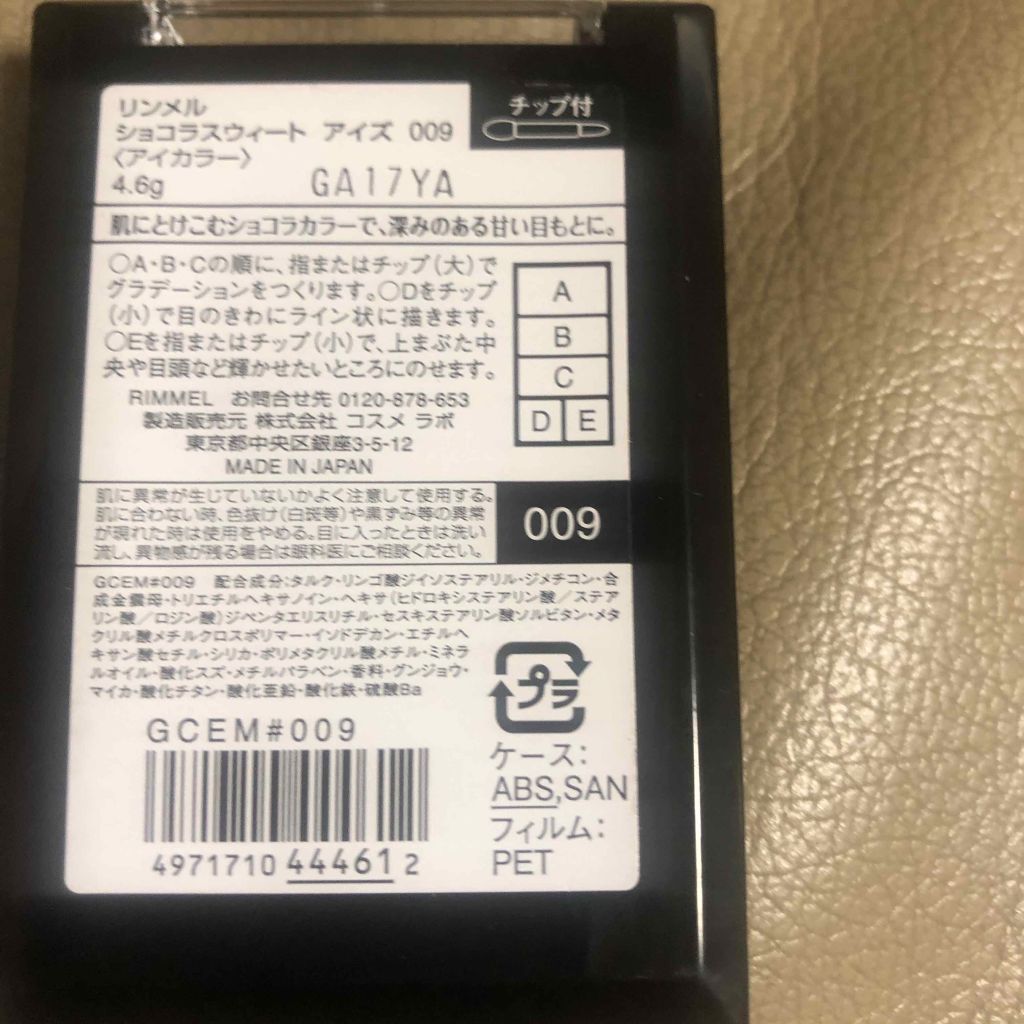 リンメル
ショコラスウィート アイズ 009
〈アイカラー〉
4.6g
GA17YA
チップ付
肌にとけこむショコラカラーで、深みのある甘い目もとに。
○A・B・Cの順に、指またはチップ(大)で
グラデーションをつくります。○Dをチップ
(小)で目のきわにライン状に描きます。
○Eを指またはチップ(小)で、上まぶた中
央や目頭など輝かせたいところにのせます。
A
B
C
D E
RIMMEL お問合せ先 0120-878-653
製造販売元 株式会社 コスメ ラボ
東京都中央区銀座3-5-12
MADE IN JAPAN
肌に異常が生じていないかよく注意して使用する。
肌に合わない時、色抜け(白斑等)や黒ずみ等の異常
が現れた時は使用をやめる。目に入ったときは洗い
流し、異物感が残る場合は眼科医にご相談ください。
009
GCEM#009 配合成分:タルク・リンゴ酸ジイソステアリル・ジメチコン・合
成金雲母・トリエチルヘキサノイン・ヘキサ(ヒドロキシステアリン酸/ステア
リン酸/ロジン酸)ジペンタエリスリチル・セスキステアリン酸ソルビタン・メタ
クリル酸メチルクロスポリマー・イソドデカン・エチルヘ
キサン酸セチル・シリカ・ポリメタクリル酸メチル・ミネラ
ルオイル・酸化スズ・メチルパラベン・香料・グンジョウ・
マイカ・酸化チタン・酸化亜鉛・酸化鉄・硫酸Ba
GCEM#009
4971710 44461 2
プラ
ケース:
ABS,SAN
フィルム:
PET